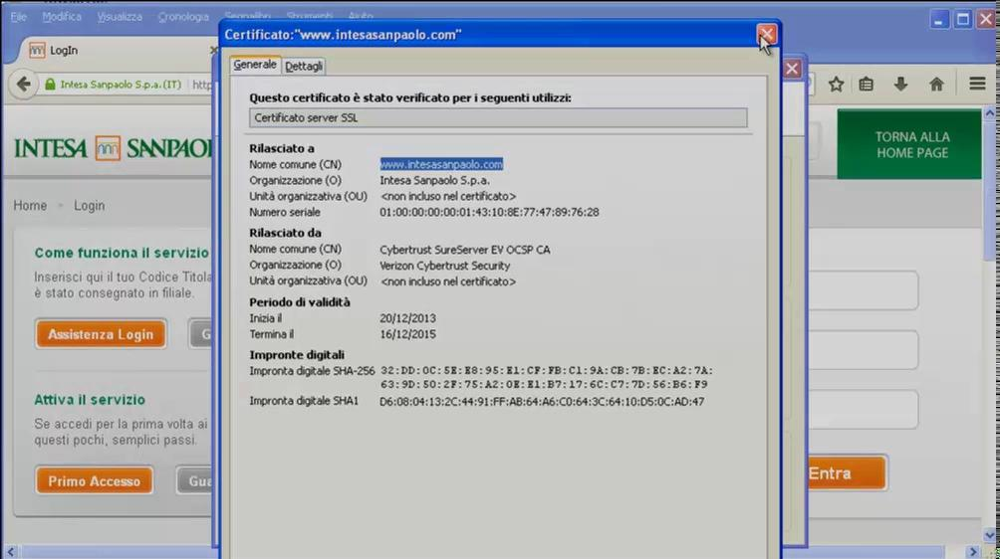 File Modifica Visualizza Cronologia Segnalibri Strumenti Aiuto
Certificato:"www.intesasanpaolo.com"
LogIn
Generale Dettagli
Intesa Sanpaolo S.p.a. (IT)
Questo certificato è stato verificato per i seguenti utilizzi:
Certificato server SSL
INTESA SANPAOL
TORNA ALLA
HOME PAGE
Rilasciato a
Nome comune (CN) www.intesasanpaolo.com
Organizzazione (O) Intesa Sanpaolo S.p.a.
Unità organizzativa (OU) <non incluso nel certificato>
Numero seriale 01:00:00:00:00:01:43:10:8E:77:47:89:76:28
Home Login
Rilasciato da
Nome comune (CN) Cybertrust SureServer EV OCSP CA
Organizzazione (O) Verizon Cybertrust Security
Unità organizzativa (OU) <non incluso nel certificato>
Periodo di validità
Inizia il 20/12/2013
Termina il 16/12/2015
Impronte digitali
Impronta digitale SHA-256 32:DD:0C:5E:E8:95:E1:CF:FB:C1:9A:CB:7B:EC:A2:7A:
63:9D:50:2F:75:A2:0E:E1:B7:17:6C:C7:7D:56:B6:F9
Impronta digitale SHA1 D6:08:04:13:2C:44:91:FF:AB:64:A6:C0:64:3C:64:10:D5:0C:AD:47
Come funziona il servizio
Inserisci qui il tuo Codice Titola
è stato consegnato in filiale.
Assistenza Login G
Attiva il servizio
Se accedi per la prima volta ai
questi pochi, semplici passi.
Primo Accesso Gua
Entra